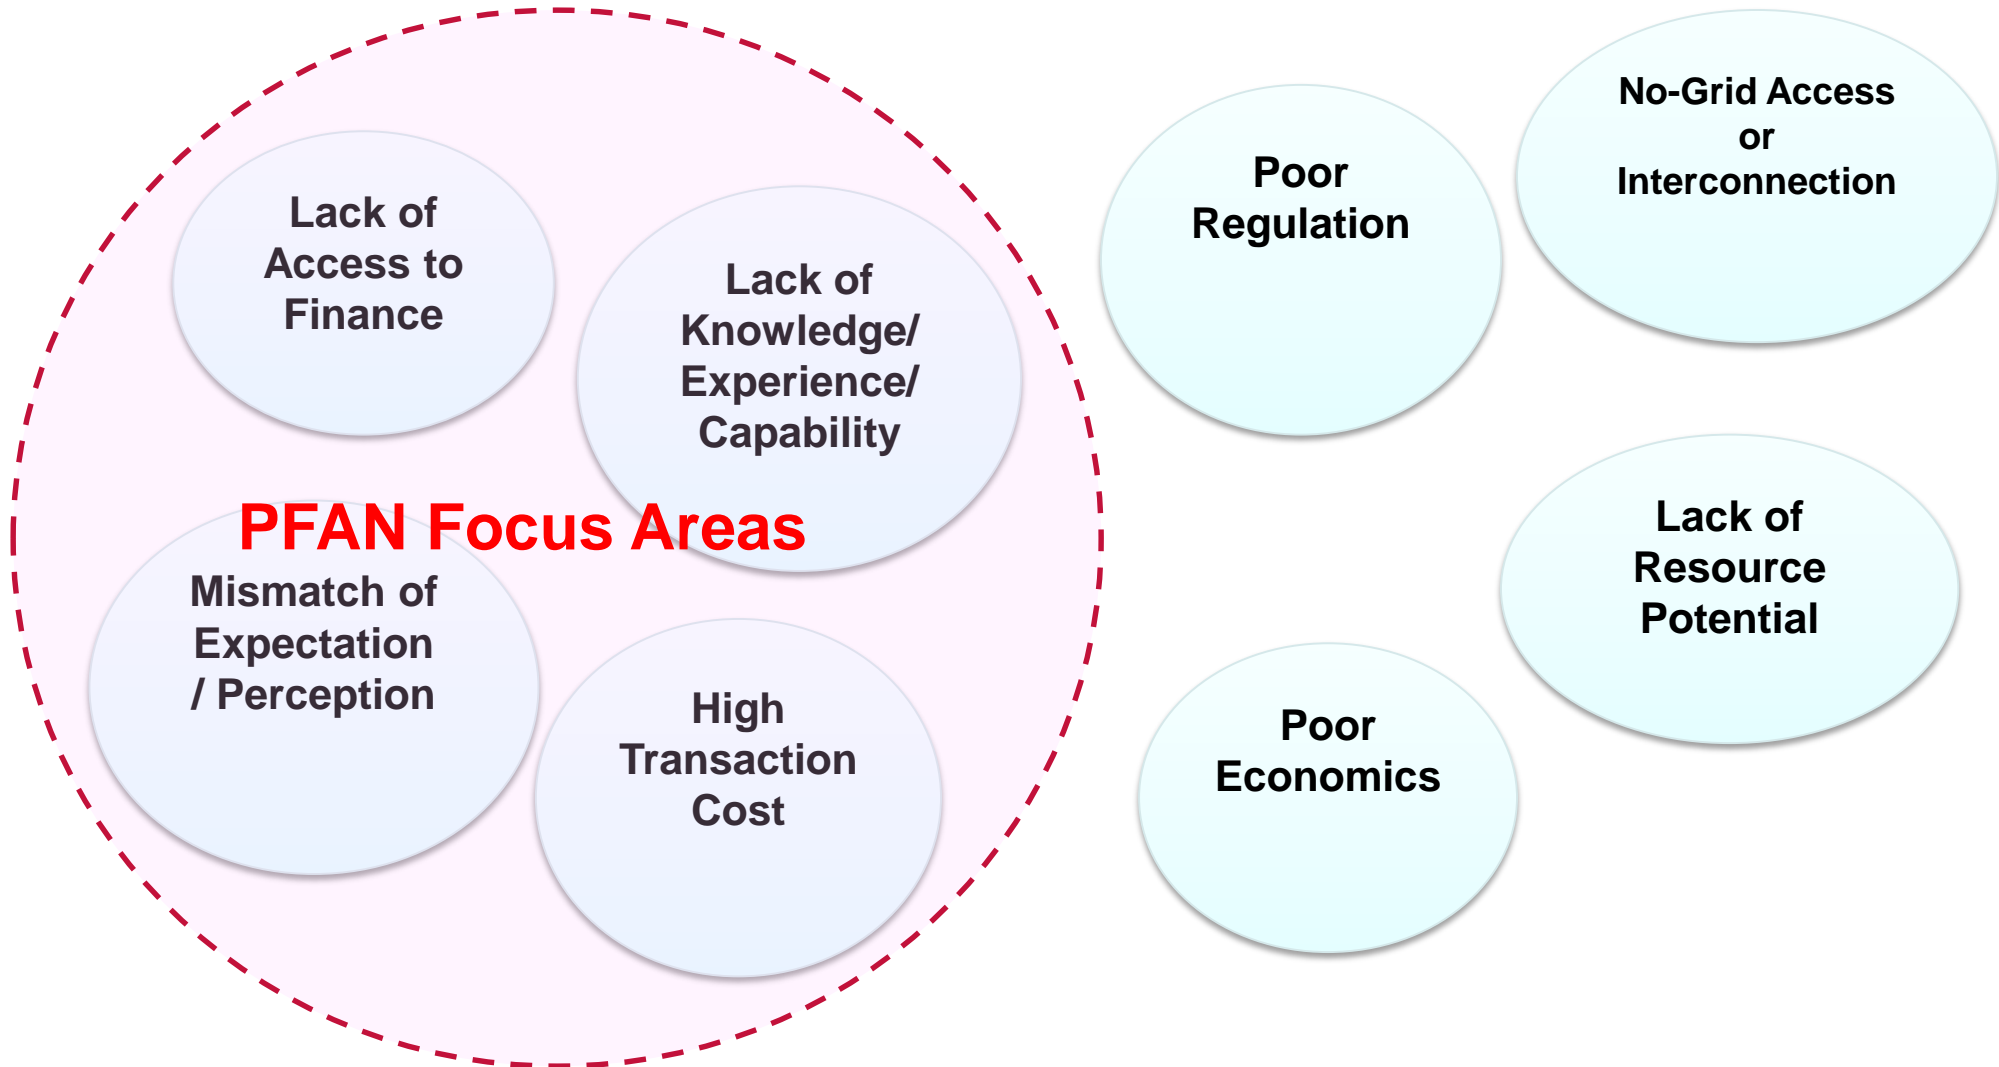 Lack of
Access to
Finance
Lack of
Knowledge/
Experience/
Capability
PFAN Focus Areas
Mismatch of
Expectation
/ Perception
High
Transaction
Cost
Poor
Regulation
No-Grid Access
or
Interconnection
Lack of
Resource
Potential
Poor
Economics